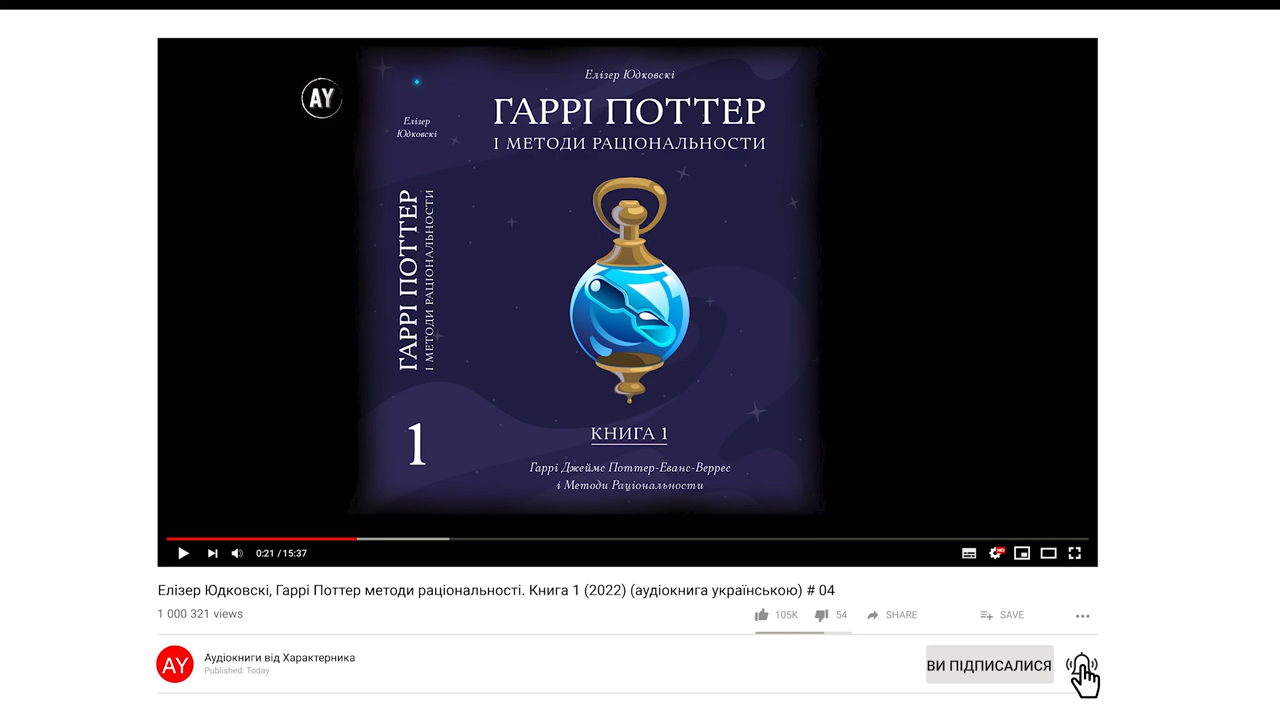 AY
Елізер Юдковскі
ГАРРІ ПОТТЕР
І МЕТОДИ РАЦІОНАЛЬНОСТИ
Елізер
Юдковскі
ГАРРІ ПОТТЕР
І МЕТОДИ РАЦІОНАЛЬНОСТИ
1
КНИГА 1
Гаррі Джеймс Поттер-Еванс-Веррес
і Методи Раціональности
0:21 / 15:37
HD
Елізер Юдковскі, Гаррі Поттер методи раціональності. Книга 1 (2022) (аудіокнига українською) # 04
1 000 321 views
105K
54
SHARE
SAVE
AY
Аудіокниги від Характерника
Published: Today
ВИ ПІДПИСАЛИСЯ